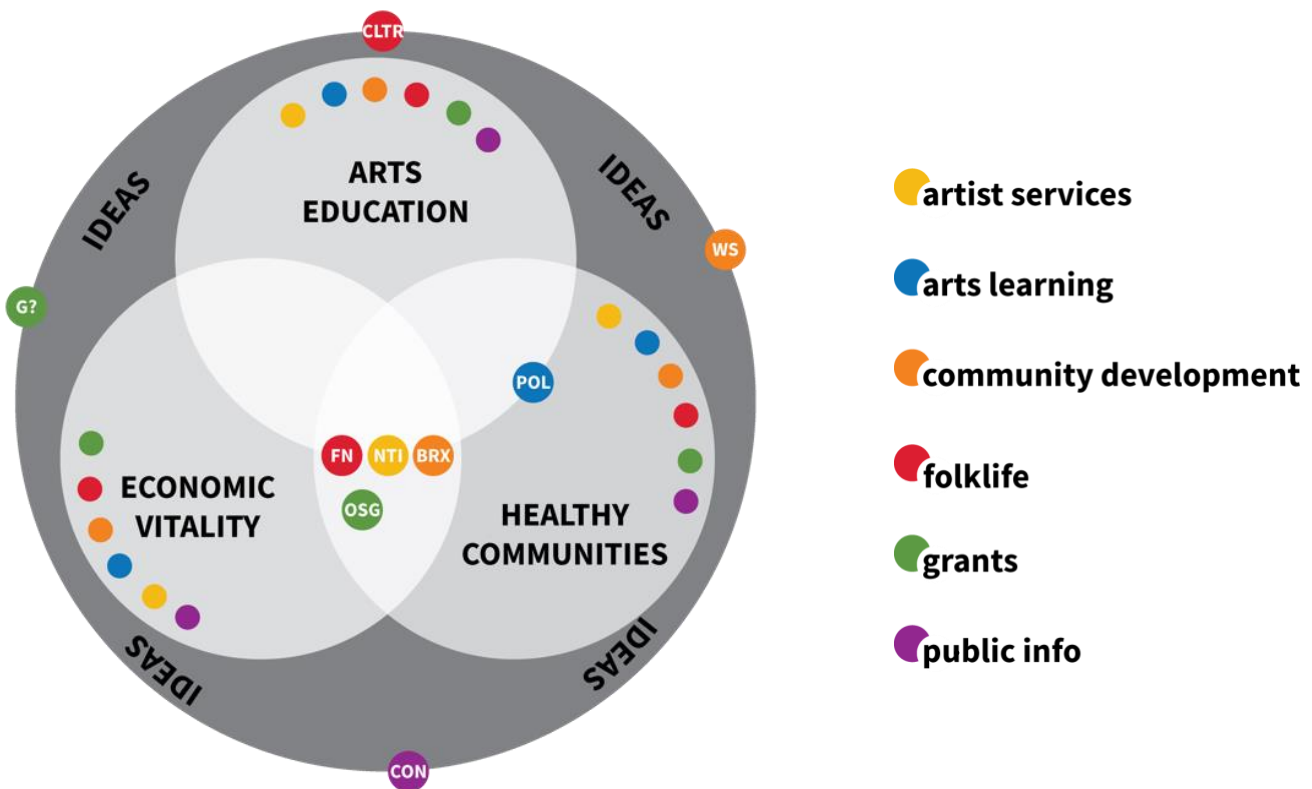 CLTR
ARTS
EDUCATION
IDEAS
IDEAS
WS
G?
POL
FN
NTI
BRX
OSG
ECONOMIC
VITALITY
HEALTHY
COMMUNITIES
IDEAS
IDEAS
CON
artist services
arts learning
community development
folklife
grants
public info